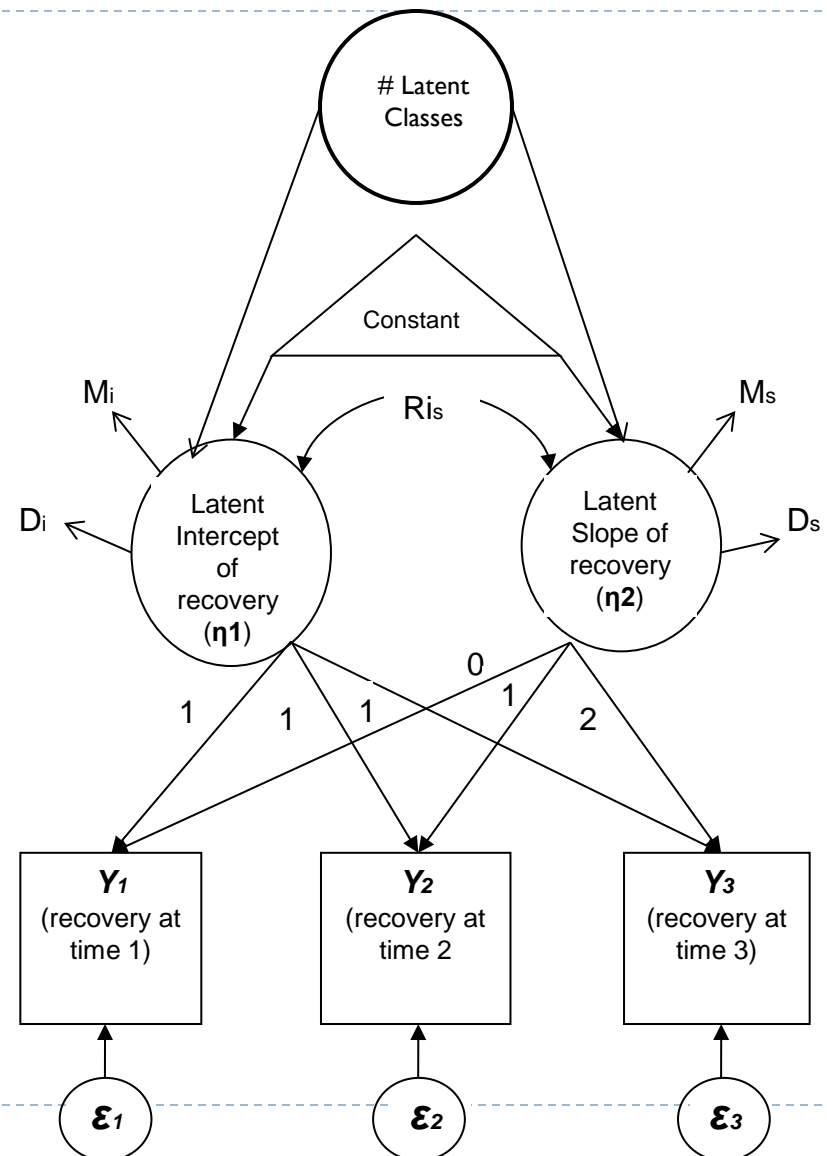 # Latent
Classes
Constant
Mi
Ris
Ms
Di
Ds
Latent
Intercept
of
recovery
(η1)
Latent
Slope of
recovery
(η2)
1
1
1
0
1
2
Y1
(recovery at
time 1)
Y2
(recovery at
time 2
Y3
(recovery at
time 3)
ε1
ε2
ε3